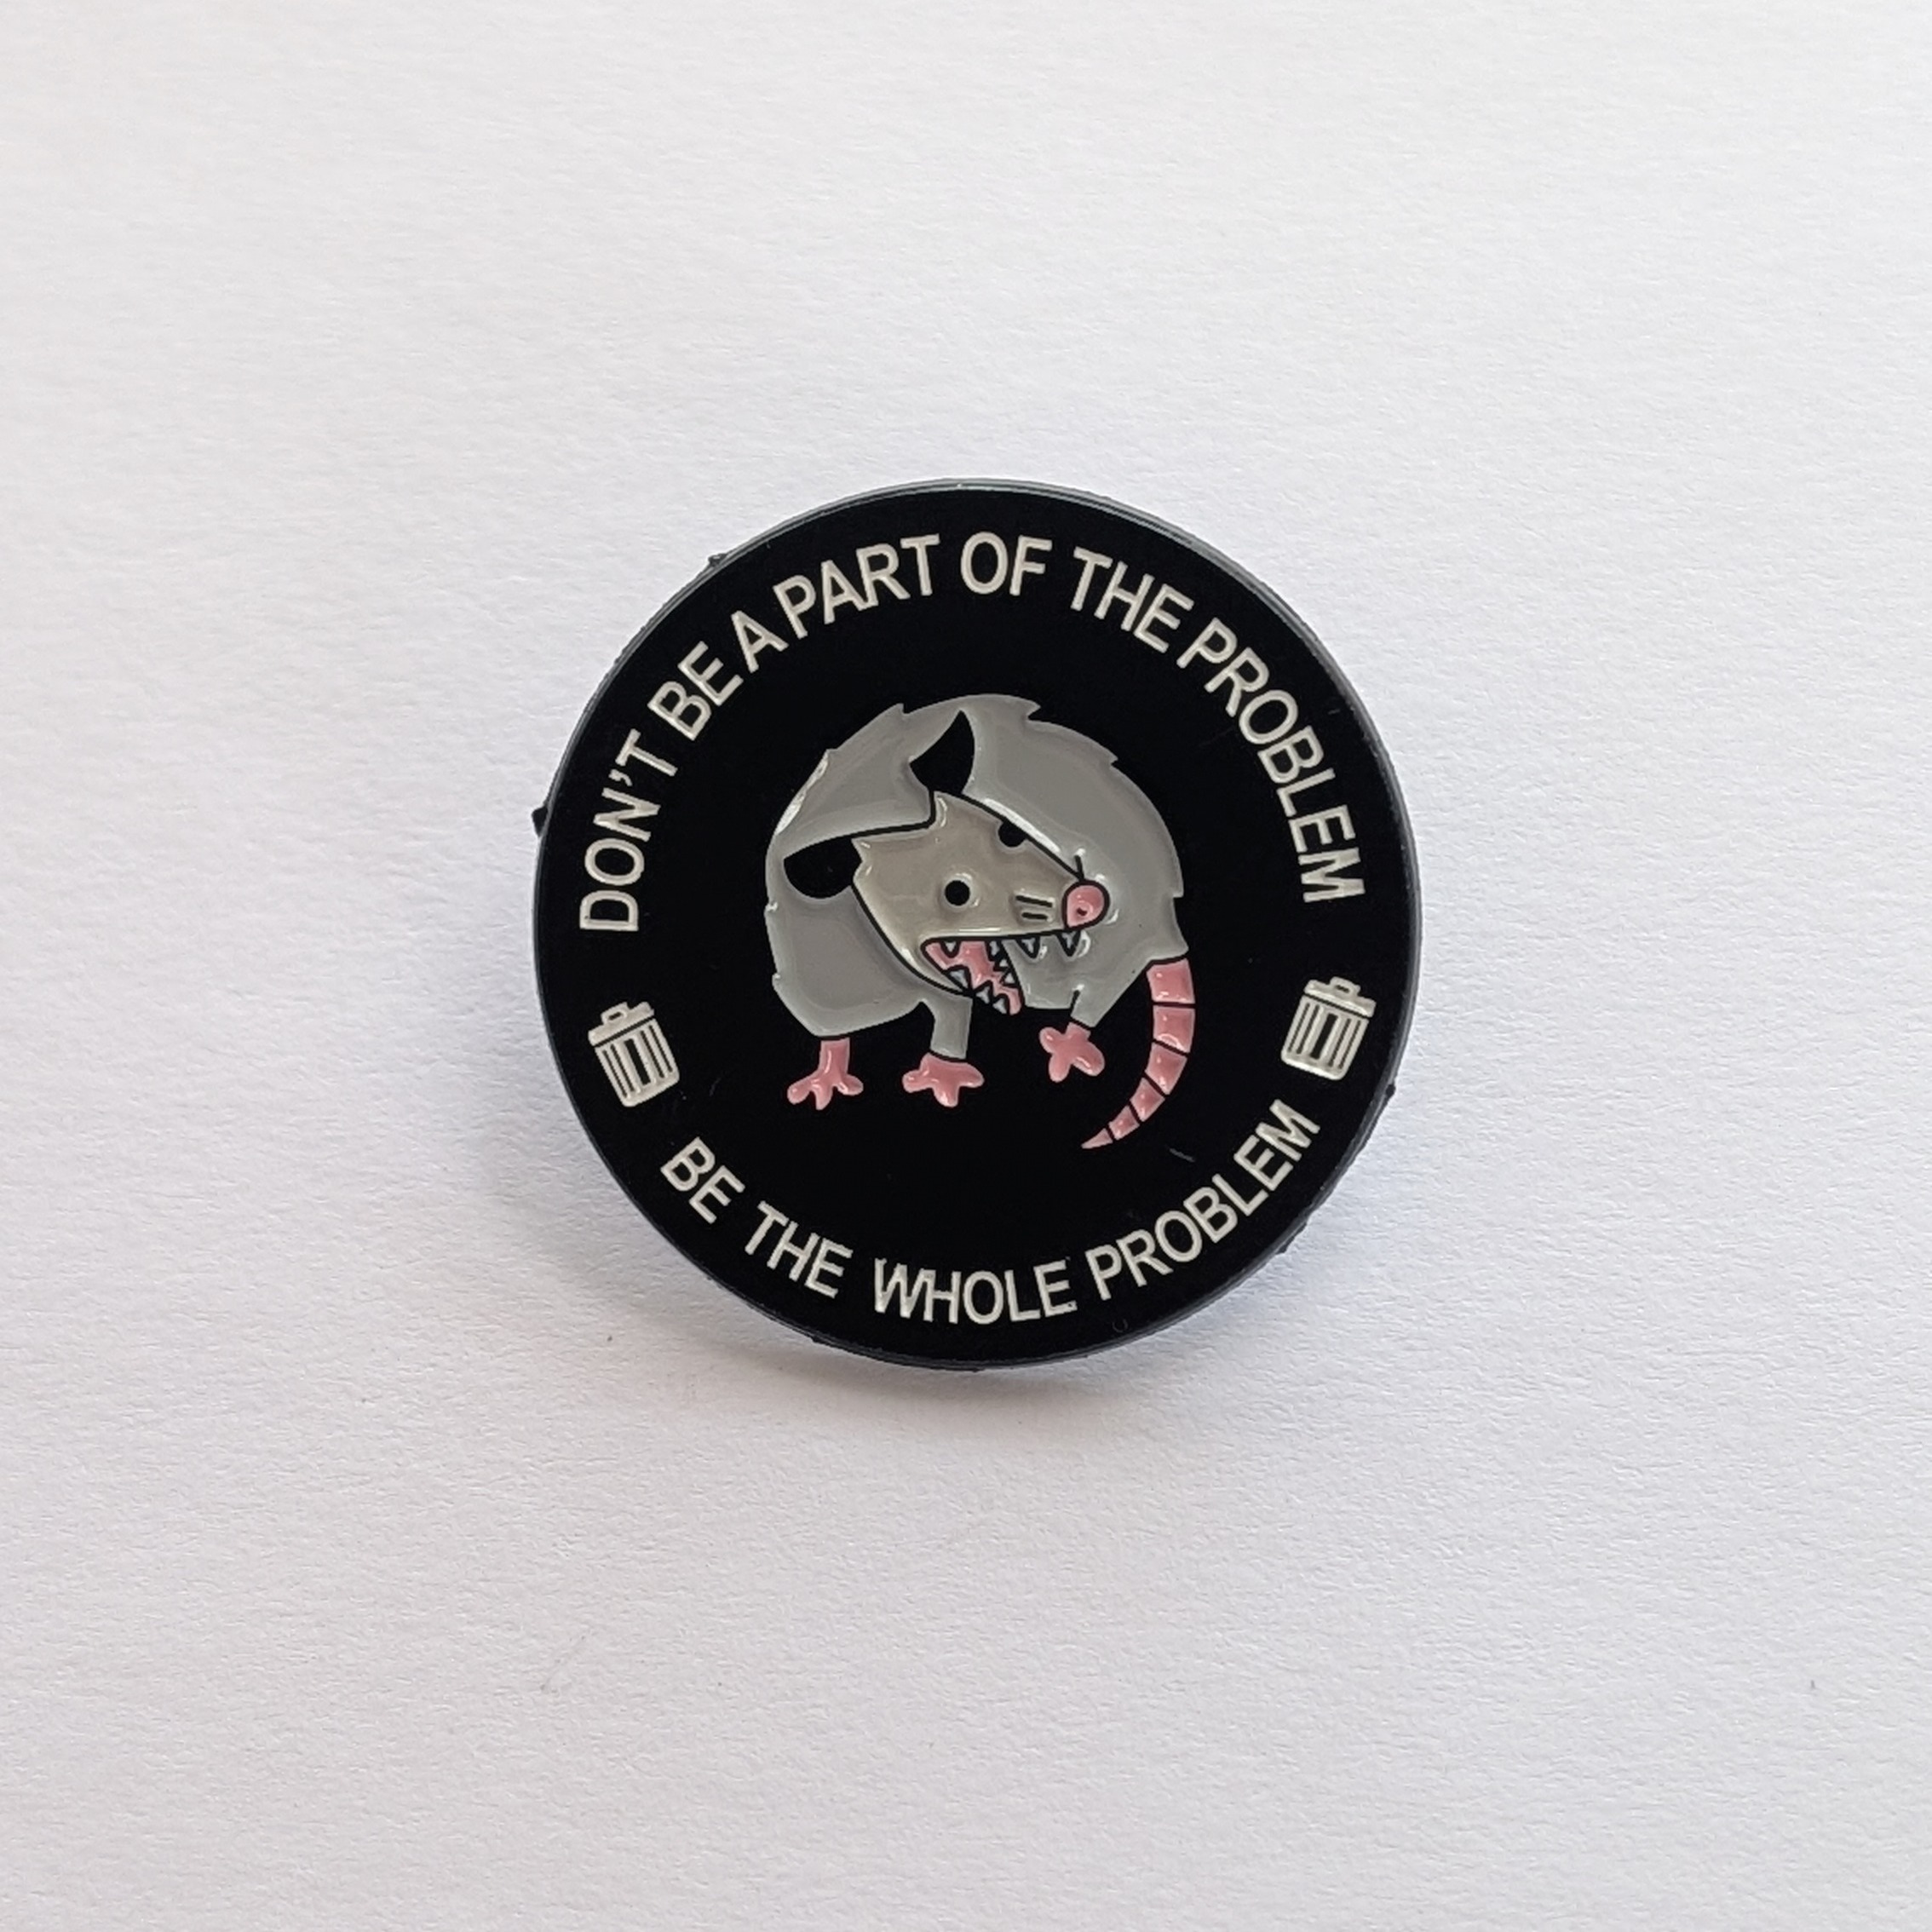 DON'T BE A PART OF THE PROBLEM
BE THE WHOLE PROBLEM